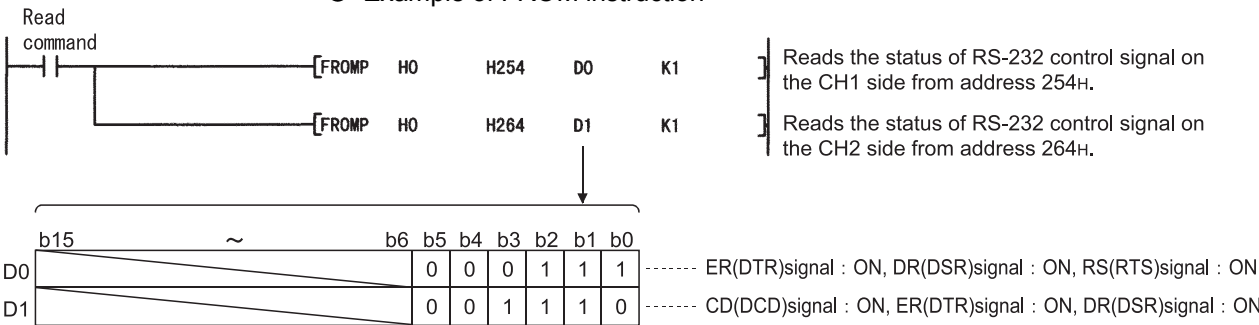 Read
command
FROMP H0 H254 D0 K1
Reads the status of RS-232 control signal on
the CH1 side from address 254H.
FROMP H0 H264 D1 K1
Reads the status of RS-232 control signal on
the CH2 side from address 264H.
b15 ~ b6 b5 b4 b3 b2 b1 b0
D0 0 0 0 1 1 1 ER(DTR)signal : ON, DR(DSR)signal : ON, RS(RTS)signal : ON
D1 0 0 1 1 1 0 CD(DCD)signal : ON, ER(DTR)signal : ON, DR(DSR)signal : ON